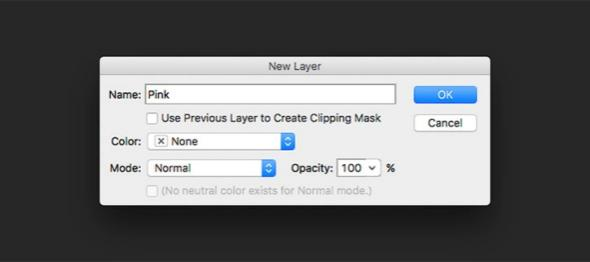 New Layer
Name: Pink OK
Use Previous Layer to Create Clipping Mask
Cancel
Color: None
Mode: Normal Opacity: 100 %
(No neutral color exists for Normal mode.)